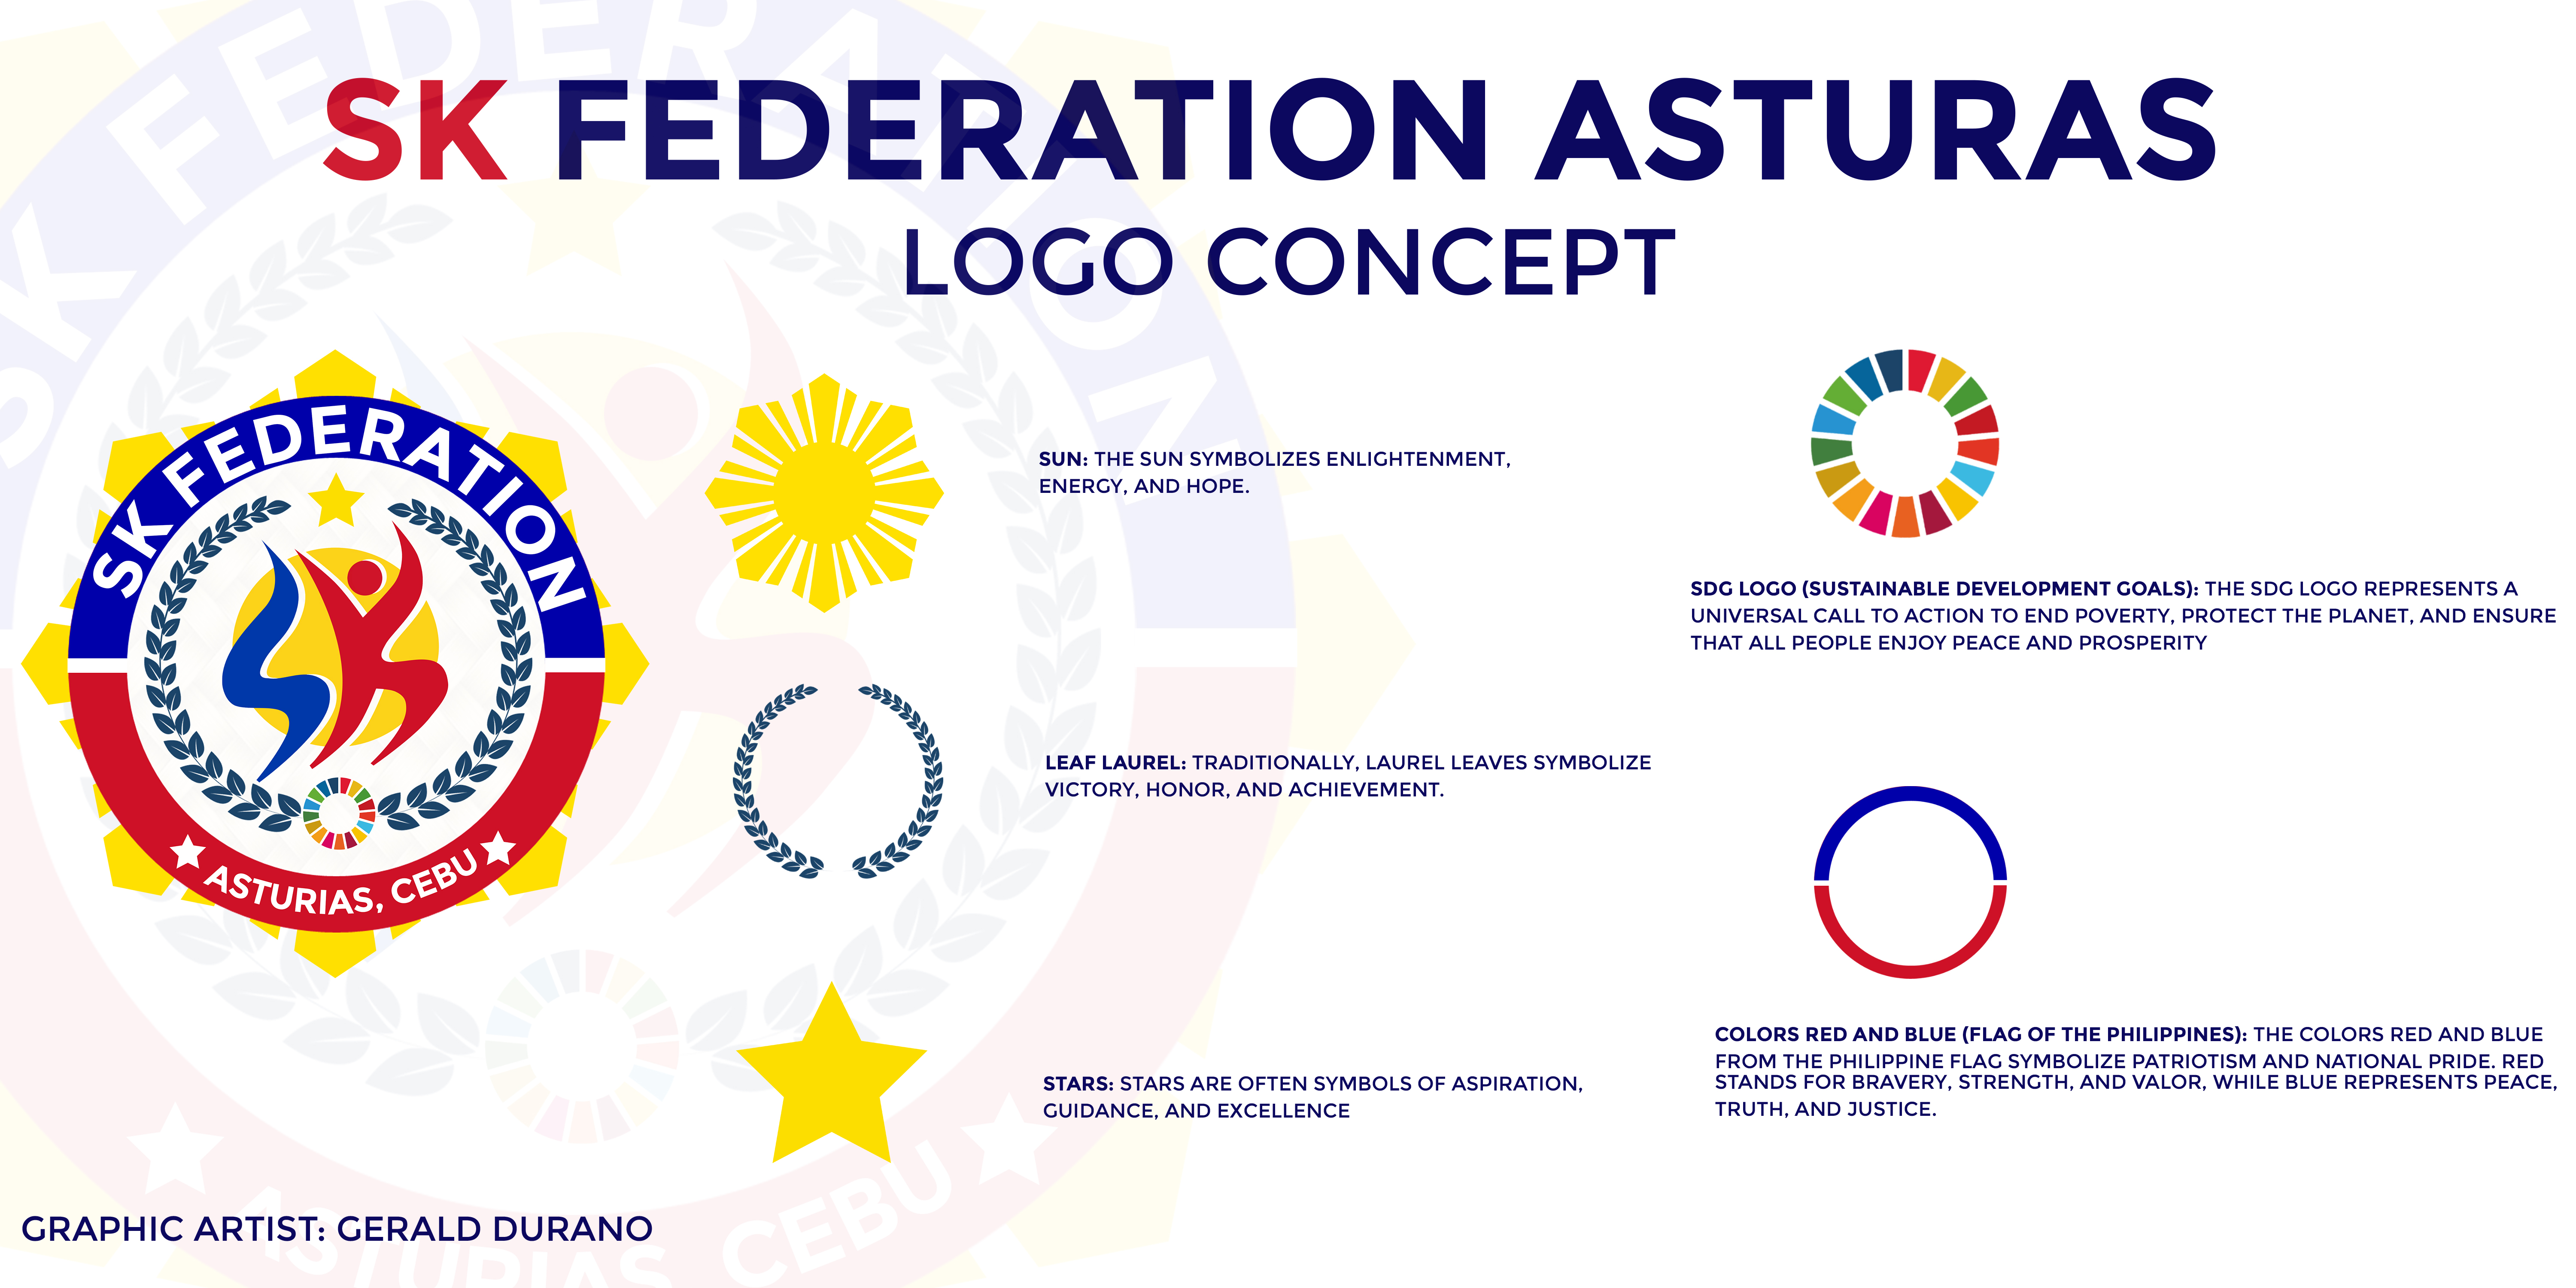 SK FEDERATION ASTURAS
LOGO CONCEPT
SK FEDERATION
ASTURIAS, CEBU
SUN: THE SUN SYMBOLIZES ENLIGHTENMENT,
ENERGY, AND HOPE.
LEAF LAUREL: TRADITIONALLY, LAUREL LEAVES SYMBOLIZE
VICTORY, HONOR, AND ACHIEVEMENT.
STARS: STARS ARE OFTEN SYMBOLS OF ASPIRATION,
GUIDANCE, AND EXCELLENCE
SDG LOGO (SUSTAINABLE DEVELOPMENT GOALS): THE SDG LOGO REPRESENTS A
UNIVERSAL CALL TO ACTION TO END POVERTY, PROTECT THE PLANET, AND ENSURE
THAT ALL PEOPLE ENJOY PEACE AND PROSPERITY
COLORS RED AND BLUE (FLAG OF THE PHILIPPINES): THE COLORS RED AND BLUE
FROM THE PHILIPPINE FLAG SYMBOLIZE PATRIOTISM AND NATIONAL PRIDE. RED
STANDS FOR BRAVERY, STRENGTH, AND VALOR, WHILE BLUE REPRESENTS PEACE,
TRUTH, AND JUSTICE.
GRAPHIC ARTIST: GERALD DURANO
SK FEDERATION
ASTURIAS, CEBU